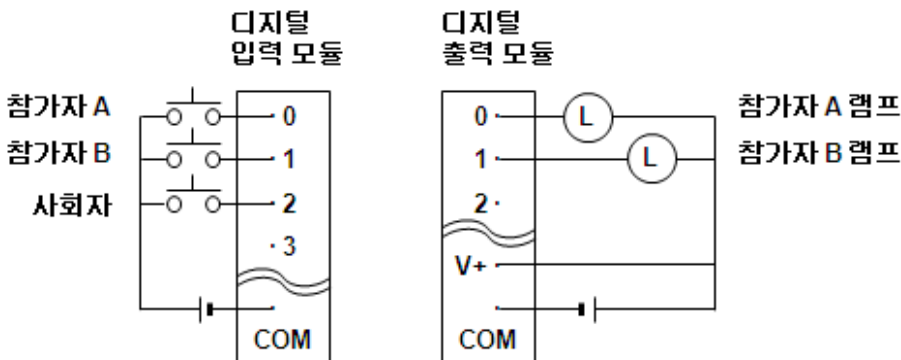 디지털
입력 모듈
참가자 A
참가자 B
사회자
0
1
2
3
COM
디지털
출력 모듈
0
1
2
V+
COM
L
L
참가자 A 램프
참가자 B 램프